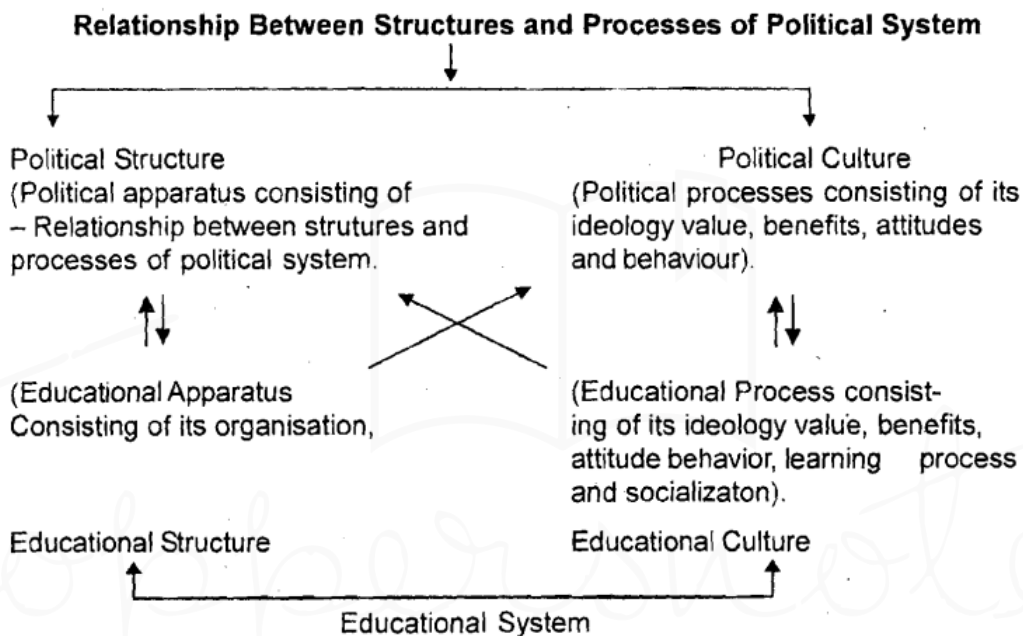 Relationship Between Structures and Processes of Political System
Political Structure
(Political apparatus consisting of
– Relationship between strutures and
processes of political system.
Political Culture
(Political processes consisting of its
ideology value, benefits, attitudes
and behaviour).
(Educational Apparatus
Consisting of its organisation,
(Educational Process consist-
ing of its ideology value, benefits,
attitude behavior, learning process
and socializaton).
Educational Structure
Educational Culture
Educational System